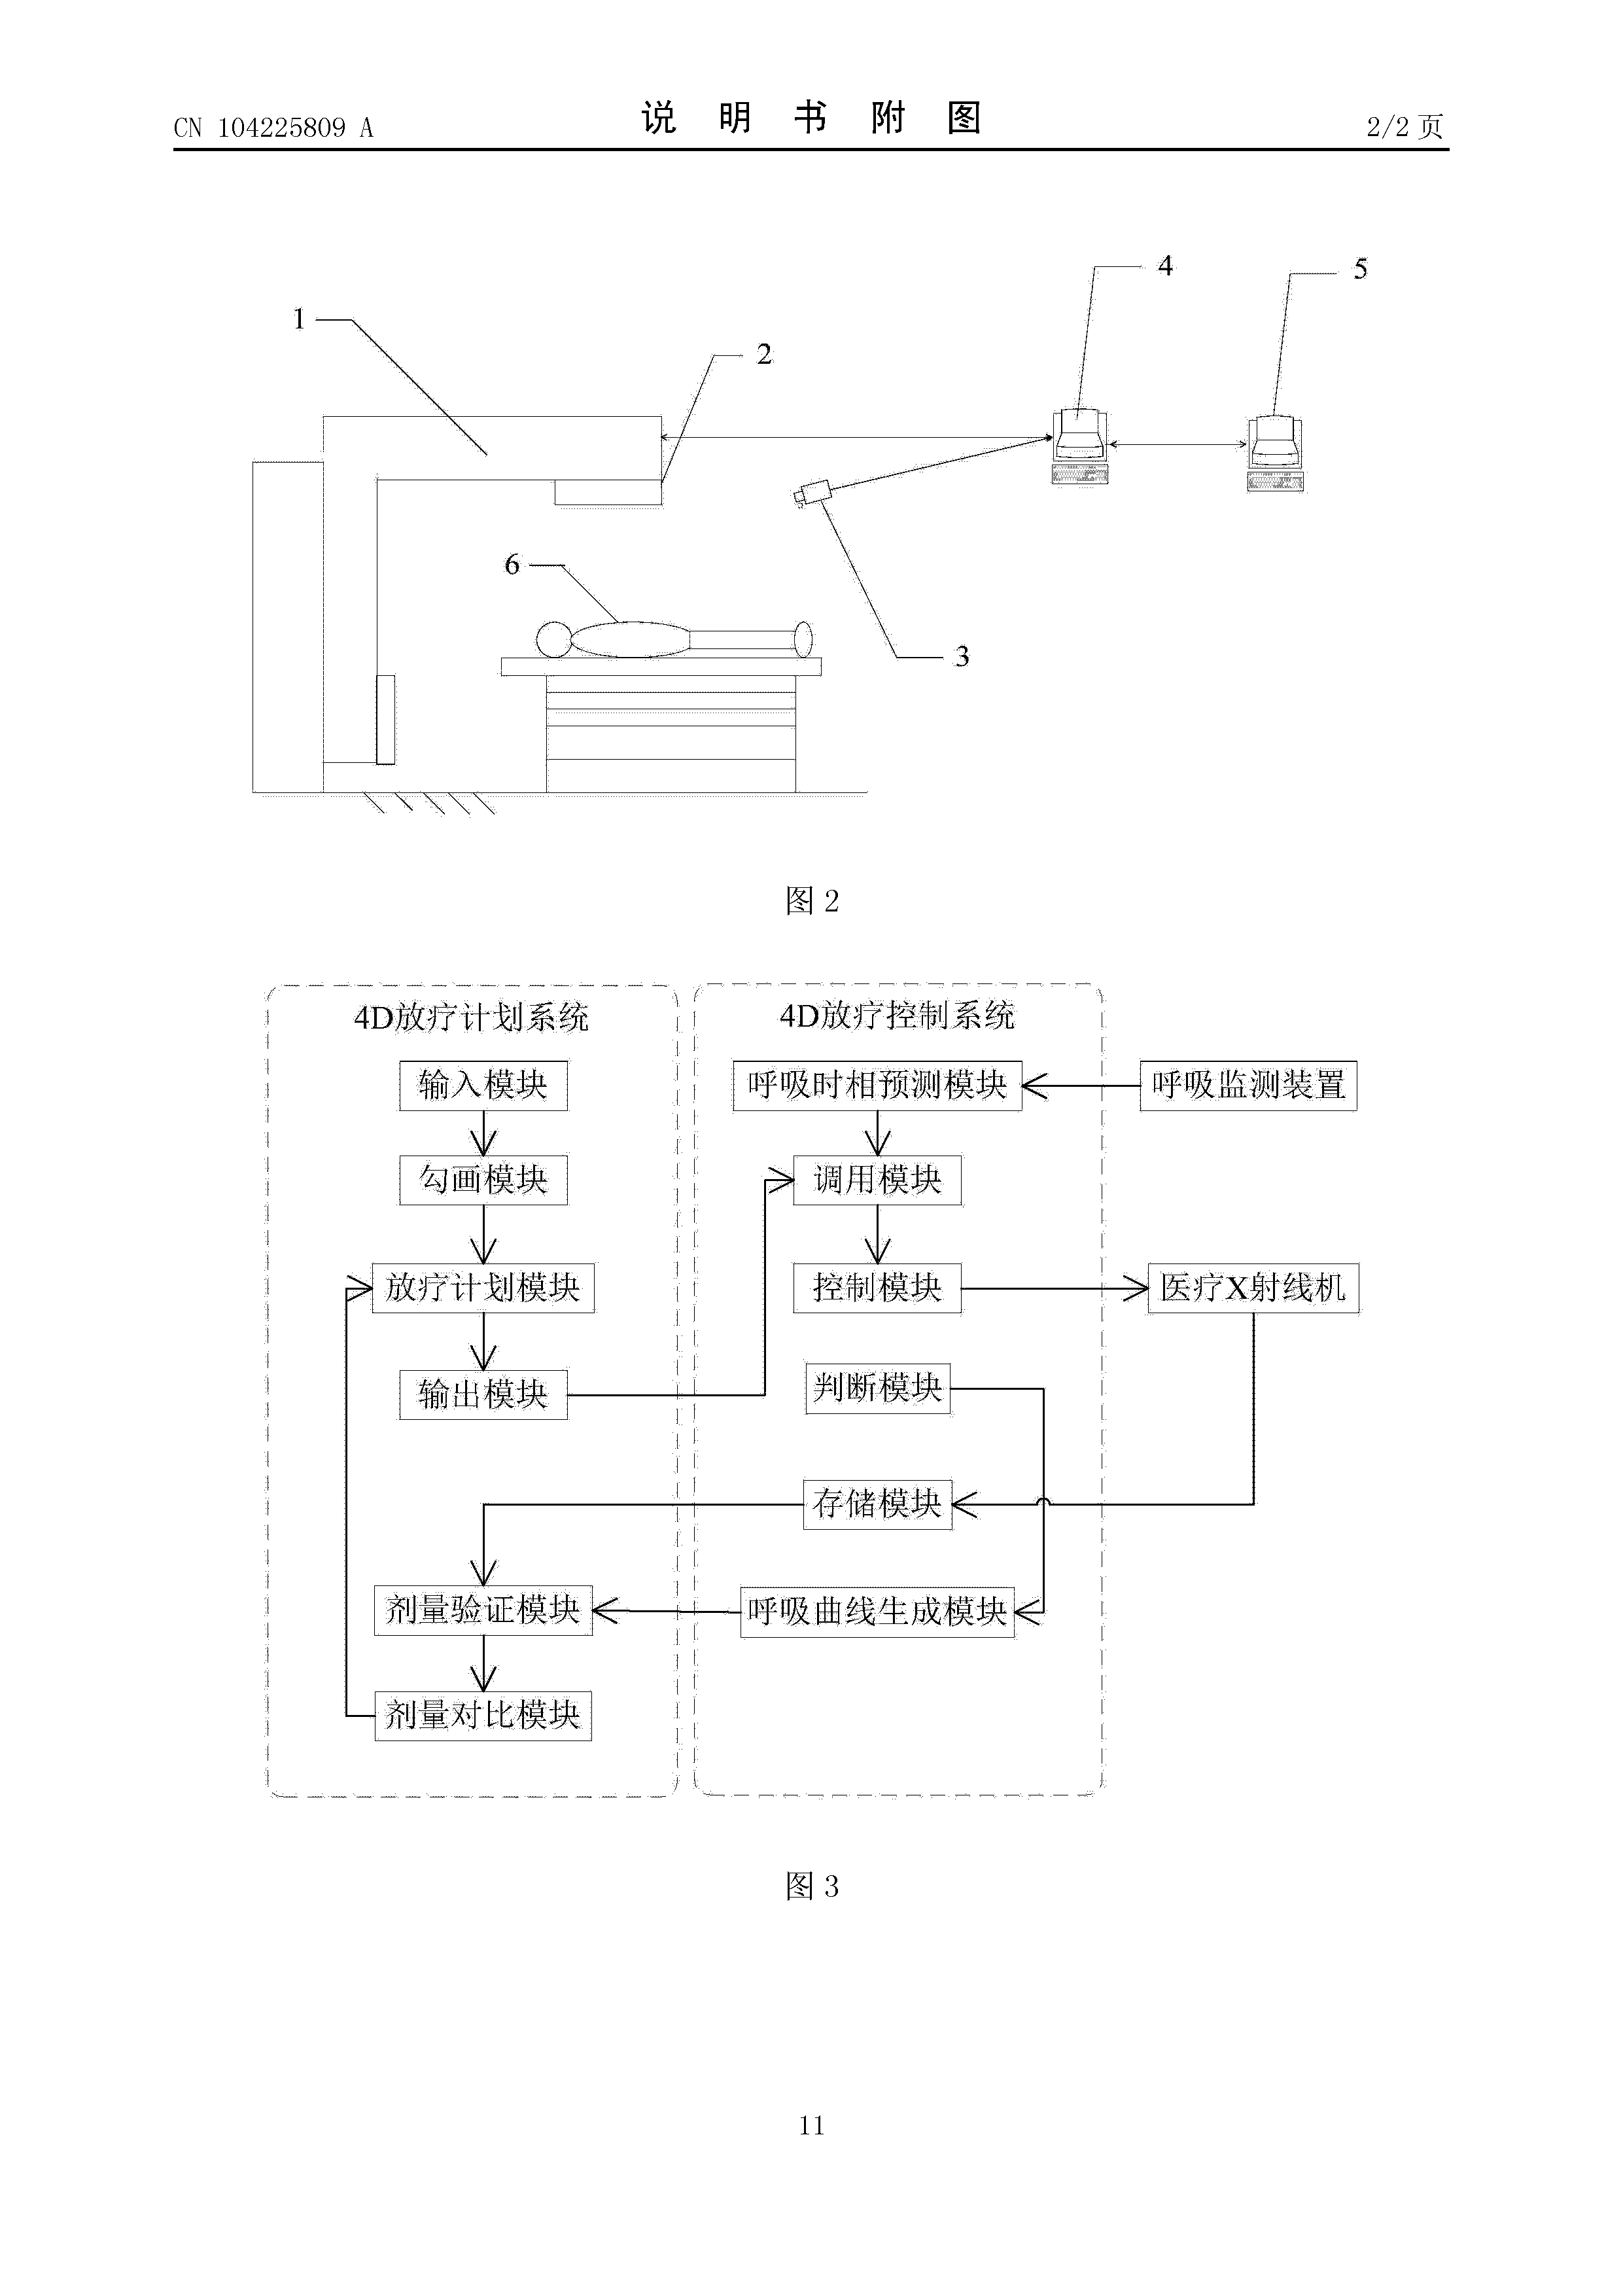 CN 104225809 A
说 明 书 附 图
2/2 页
4
5
1
2
6
3
图 2
4D放疗计划系统
4D放疗控制系统
输入模块
呼吸时相预测模块
呼吸监测装置
勾画模块
调用模块
放疗计划模块
控制模块
医疗X射线机
输出模块
判断模块
存储模块
剂量验证模块
呼吸曲线生成模块
剂量对比模块
图 3
11